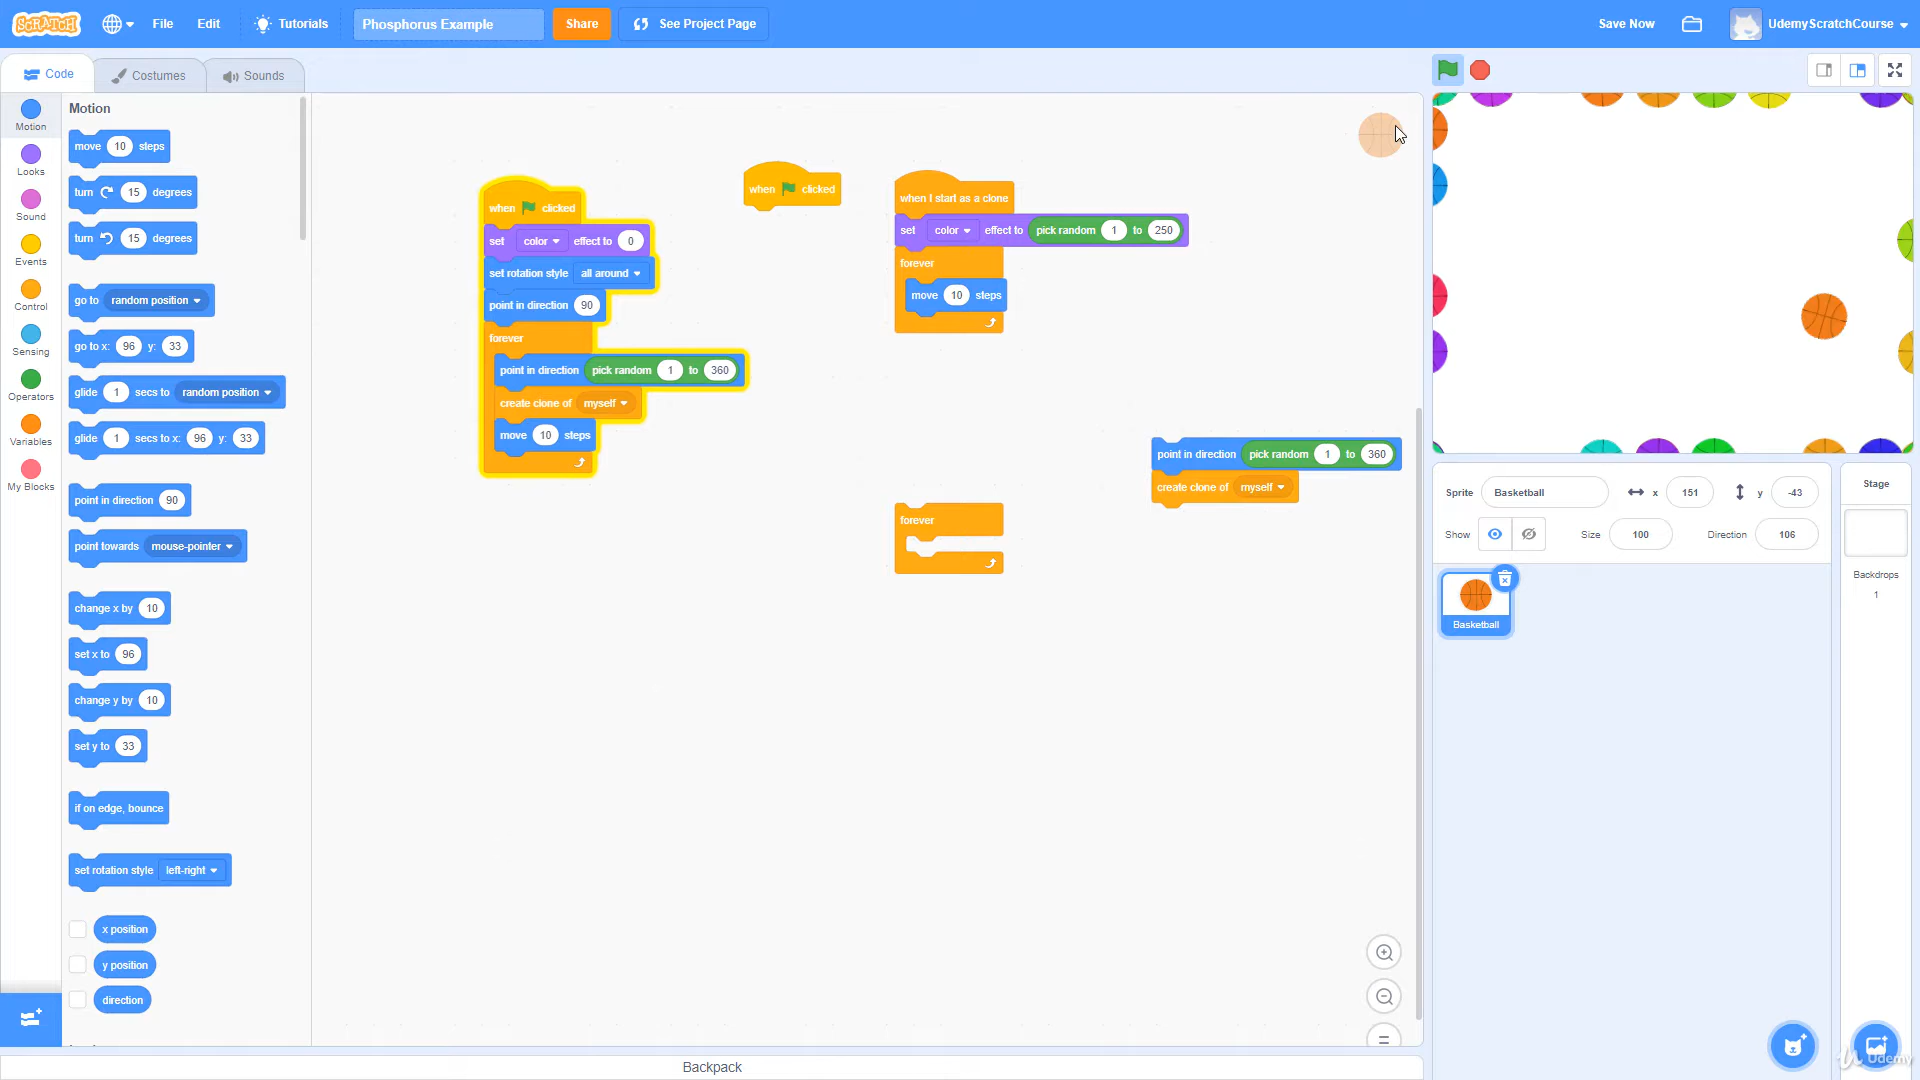 SCRATCH
File
Edit
Tutorials
Phosphorus Example
Share
See Project Page
Save Now
UdemyScratchCourse
Code
Costumes
Sounds
Motion
Looks
Sound
Events
Control
Sensing
Operators
Variables
My Blocks
Motion
move 10 steps
turn 15 degrees
turn 15 degrees
go to random position
go to x: 96 y: 33
glide 1 secs to random position
glide 1 secs to x: 96 y: 33
point in direction 90
point towards mouse-pointer
change x by 10
set x to 96
change y by 10
set y to 33
if on edge, bounce
set rotation style left-right
x position
y position
direction
when clicked
set color effect to 0
set rotation style all around
point in direction 90
forever
point in direction pick random 1 to 360
create clone of myself
move 10 steps
when clicked
when I start as a clone
set color effect to pick random 1 to 250
forever
move 10 steps
point in direction pick random 1 to 360
create clone of myself
forever
Sprite Basketball x 151 y -43
Show Size 100 Direction 106
Basketball
Stage
Backdrops
1
Backpack
Udemy